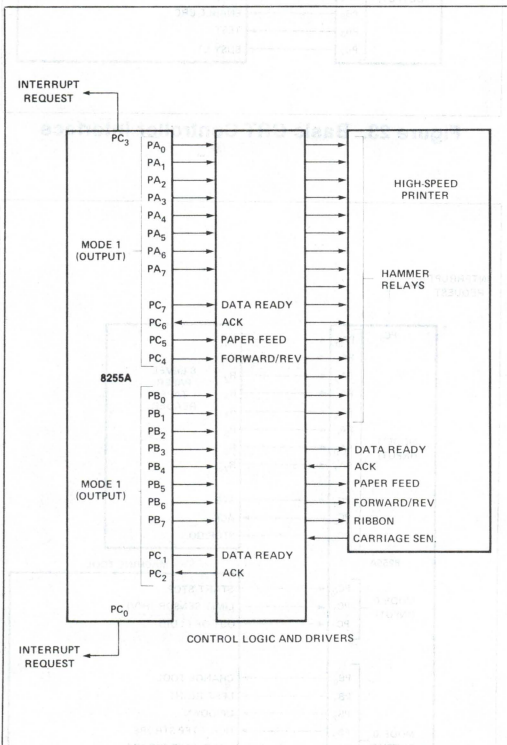 INTERRUPT
REQUEST
PC3
PA0
PA1
PA2
PA3
PA4
PA5
PA6
PA7
MODE 1
(OUTPUT)
PC7
PC6
PC5
PC4
DATA READY
ACK
PAPER FEED
FORWARD/REV
8255A
PB0
PB1
PB2
PB3
PB4
PB5
PB6
PB7
MODE 1
(OUTPUT)
PC1
PC2
DATA READY
ACK
PC0
INTERRUPT
REQUEST
CONTROL LOGIC AND DRIVERS
HIGH-SPEED
PRINTER
HAMMER
RELAYS
DATA READY
ACK
PAPER FEED
FORWARD/REV
RIBBON
CARRIAGE SEN.